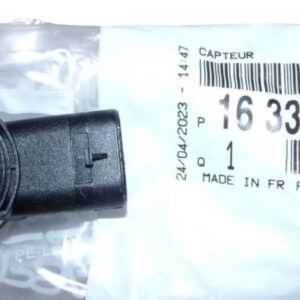 CAPTEUR
24/04/2023 - 14:47
P 16 33
Q 1
MADE IN FR